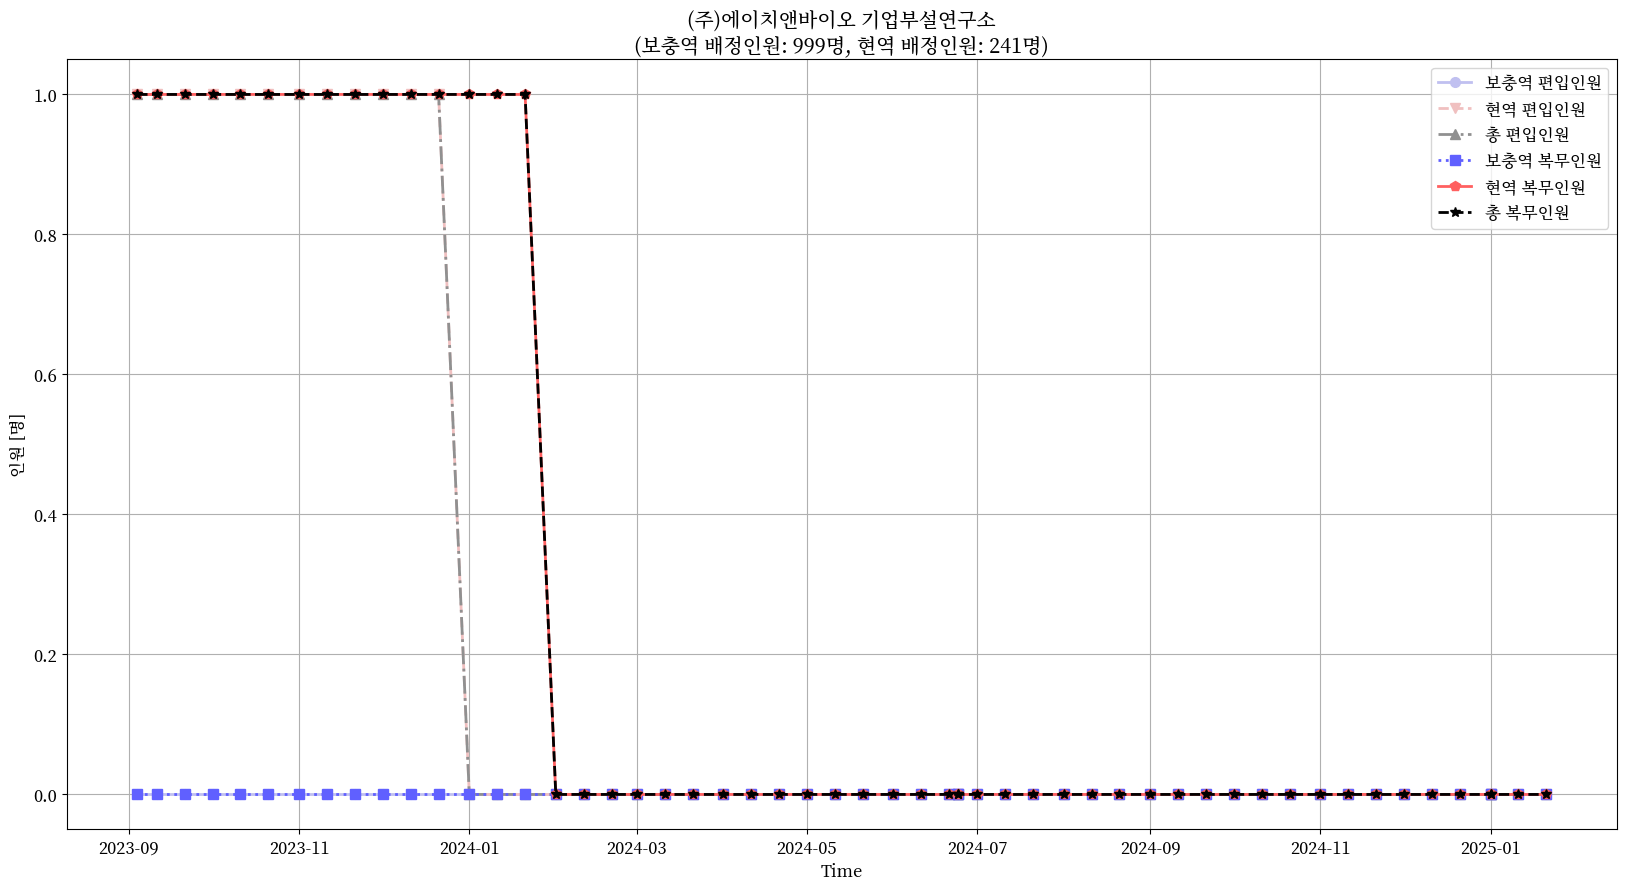 (주)에이치앤바이오 기업부설연구소
(보충역 배정인원: 999명, 현역 배정인원: 241명)
보충역 편입인원
현역 편입인원
총 편입인원
보충역 복무인원
현역 복무인원
총 복무인원
인원 [명]
1.0
0.8
0.6
0.4
0.2
0.0
2023-09
2023-11
2024-01
2024-03
2024-05
2024-07
2024-09
2024-11
2025-01
Time